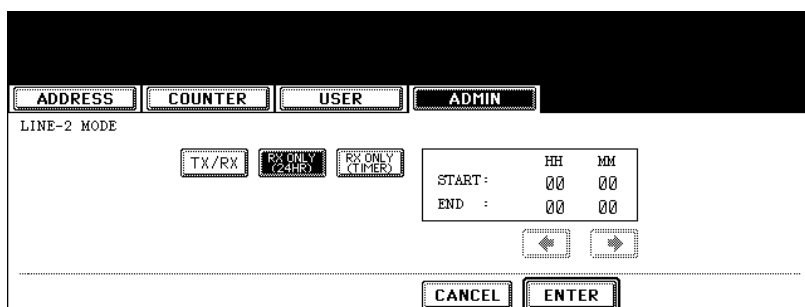 ADDRESS COUNTER USER ADMIN
LINE-2 MODE
TX/RX RX ONLY (24HR) RX ONLY (TIMER)
HH MM
START: 00 00
END : 00 00
CANCEL ENTER